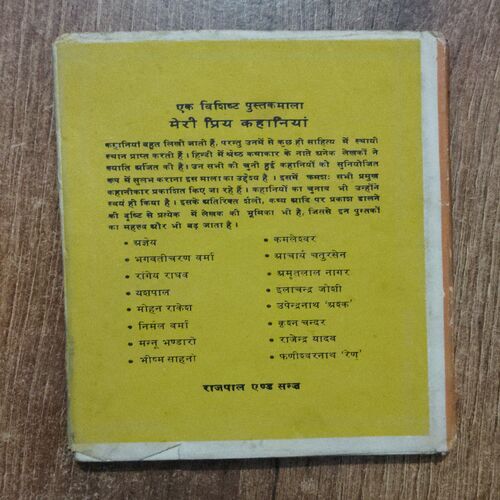 एक विशिष्ट पुस्तकमाला
मेरी प्रिय कहानियां
कहानियां बहुत लिखी जाती हैं, परन्तु उनमें से कुछ ही साहित्य में स्थायी
स्थान प्राप्त करती हैं। हिन्दी में श्रेष्ठ कथाकार के नाते अनेक लेखकों ने
ख्याति अर्जित की है। उन सभी की चुनी हुई कहानियों को सुनियोजित
रूप में सुलभ कराना इस माला का उद्देश्य है। इसमें क्रमशः सभी प्रमुख
कहानीकार प्रकाशित किए जा रहे हैं। कहानियों का चुनाव भी उन्होंने
स्वयं ही किया है। इसके अतिरिक्त शैली, कथ्य आदि पर प्रकाश डालने
की दृष्टि से प्रत्येक में लेखक की भूमिका भी है, जिससे इन पुस्तकों
का महत्त्व और भी बढ़ जाता है।
• अज्ञेय
• भगवतीचरण वर्मा
• रांगेय राघव
• यशपाल
• मोहन राकेश
• निर्मल वर्मा
• मन्नू भण्डारी
• भीष्म साहनी
• कमलेश्वर
• आचार्य चतुरसेन
• अमृतलाल नागर
• इलाचन्द्र जोशी
• उपेन्द्रनाथ 'अश्क'
• कृश्न चन्दर
• राजेन्द्र यादव
• फणीश्वरनाथ 'रेणु'
राजपाल एण्ड सन्ज़